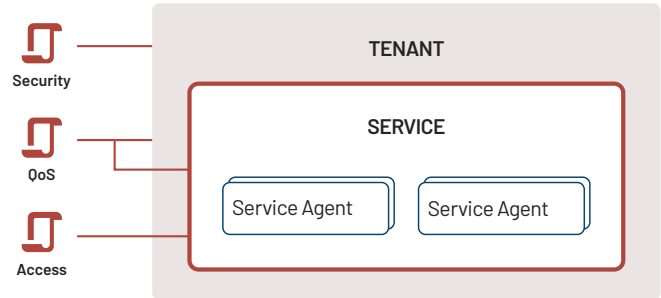 TENANT
Security
SERVICE
QoS
Service Agent
Service Agent
Access